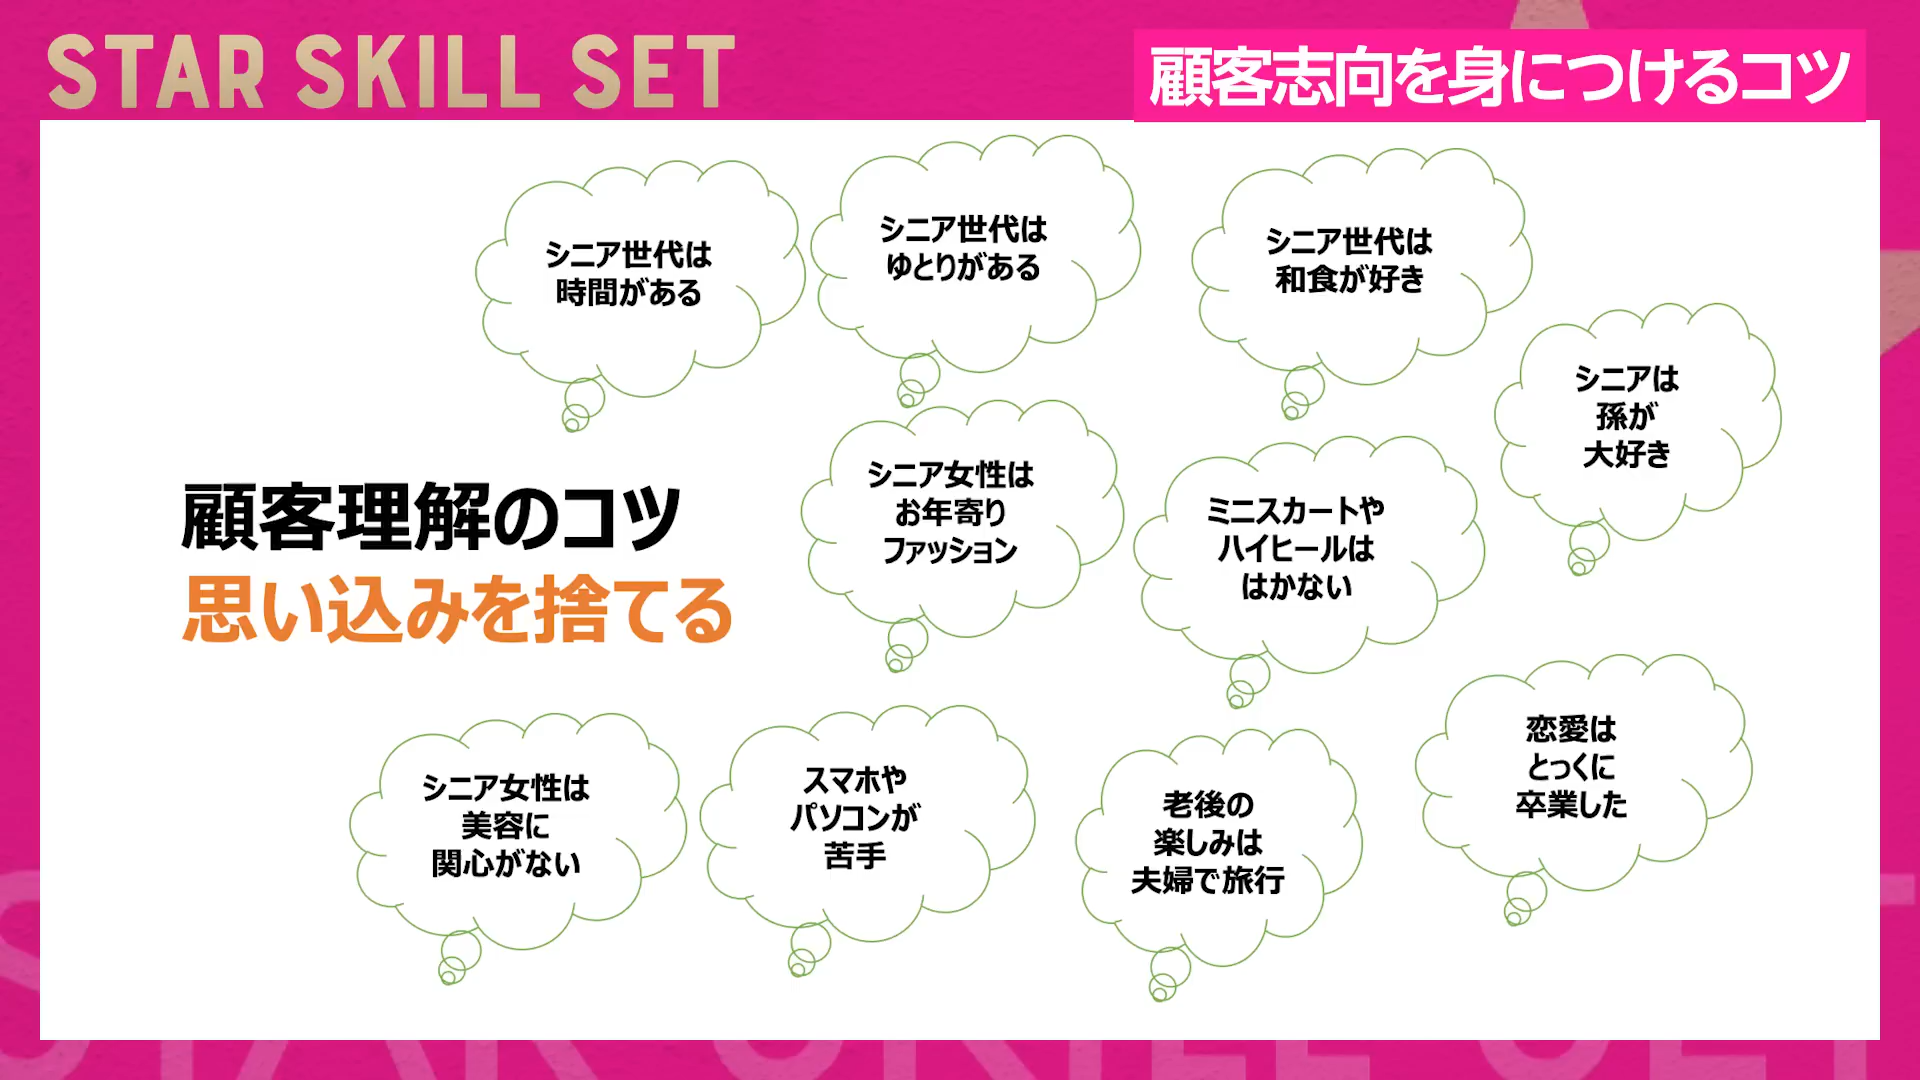 STAR SKILL SET
顧客志向を身につけるコツ
シニア世代は
時間がある
シニア世代は
ゆとりがある
シニア世代は
和食が好き
シニアは
孫が
大好き
顧客理解のコツ
思い込みを捨てる
シニア女性は
お年寄り
ファッション
ミニスカートや
ハイヒールは
はかない
シニア女性は
美容に
関心がない
スマホや
パソコンが
苦手
老後の
楽しみは
夫婦で旅行
恋愛は
とっくに
卒業した
STAR SKILL SET